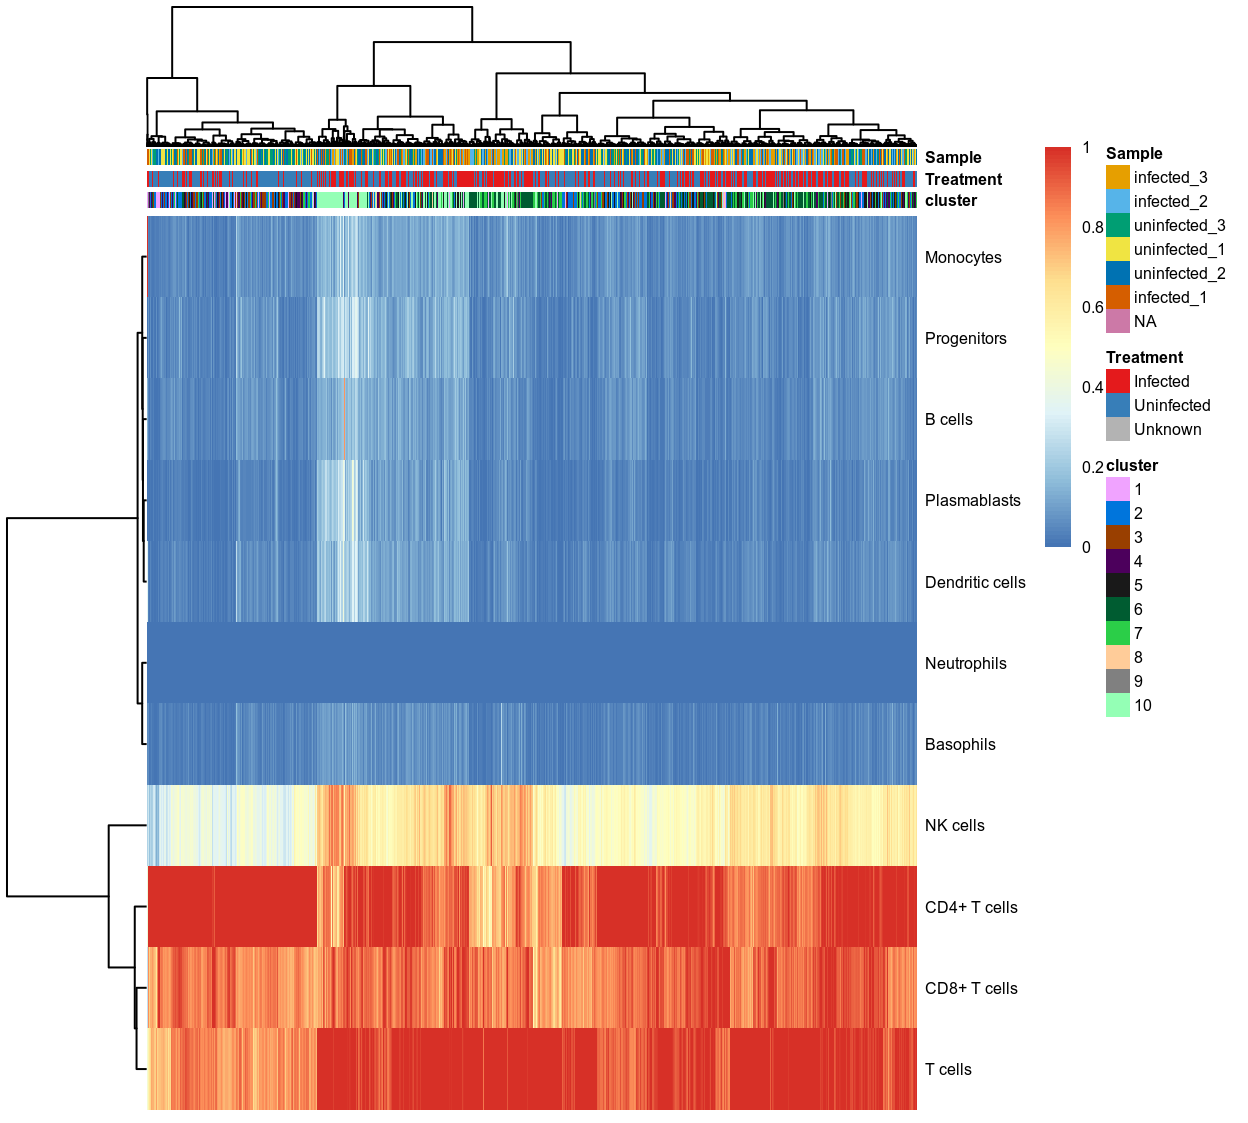 Sample
Treatment
cluster
Monocytes
Progenitors
B cells
Plasmablasts
Dendritic cells
Neutrophils
Basophils
NK cells
CD4+ T cells
CD8+ T cells
T cells
1
0.8
0.6
0.4
0.2
0
Sample
infected_3
infected_2
uninfected_3
uninfected_1
uninfected_2
infected_1
NA
Treatment
Infected
Uninfected
Unknown
cluster
1
2
3
4
5
6
7
8
9
10